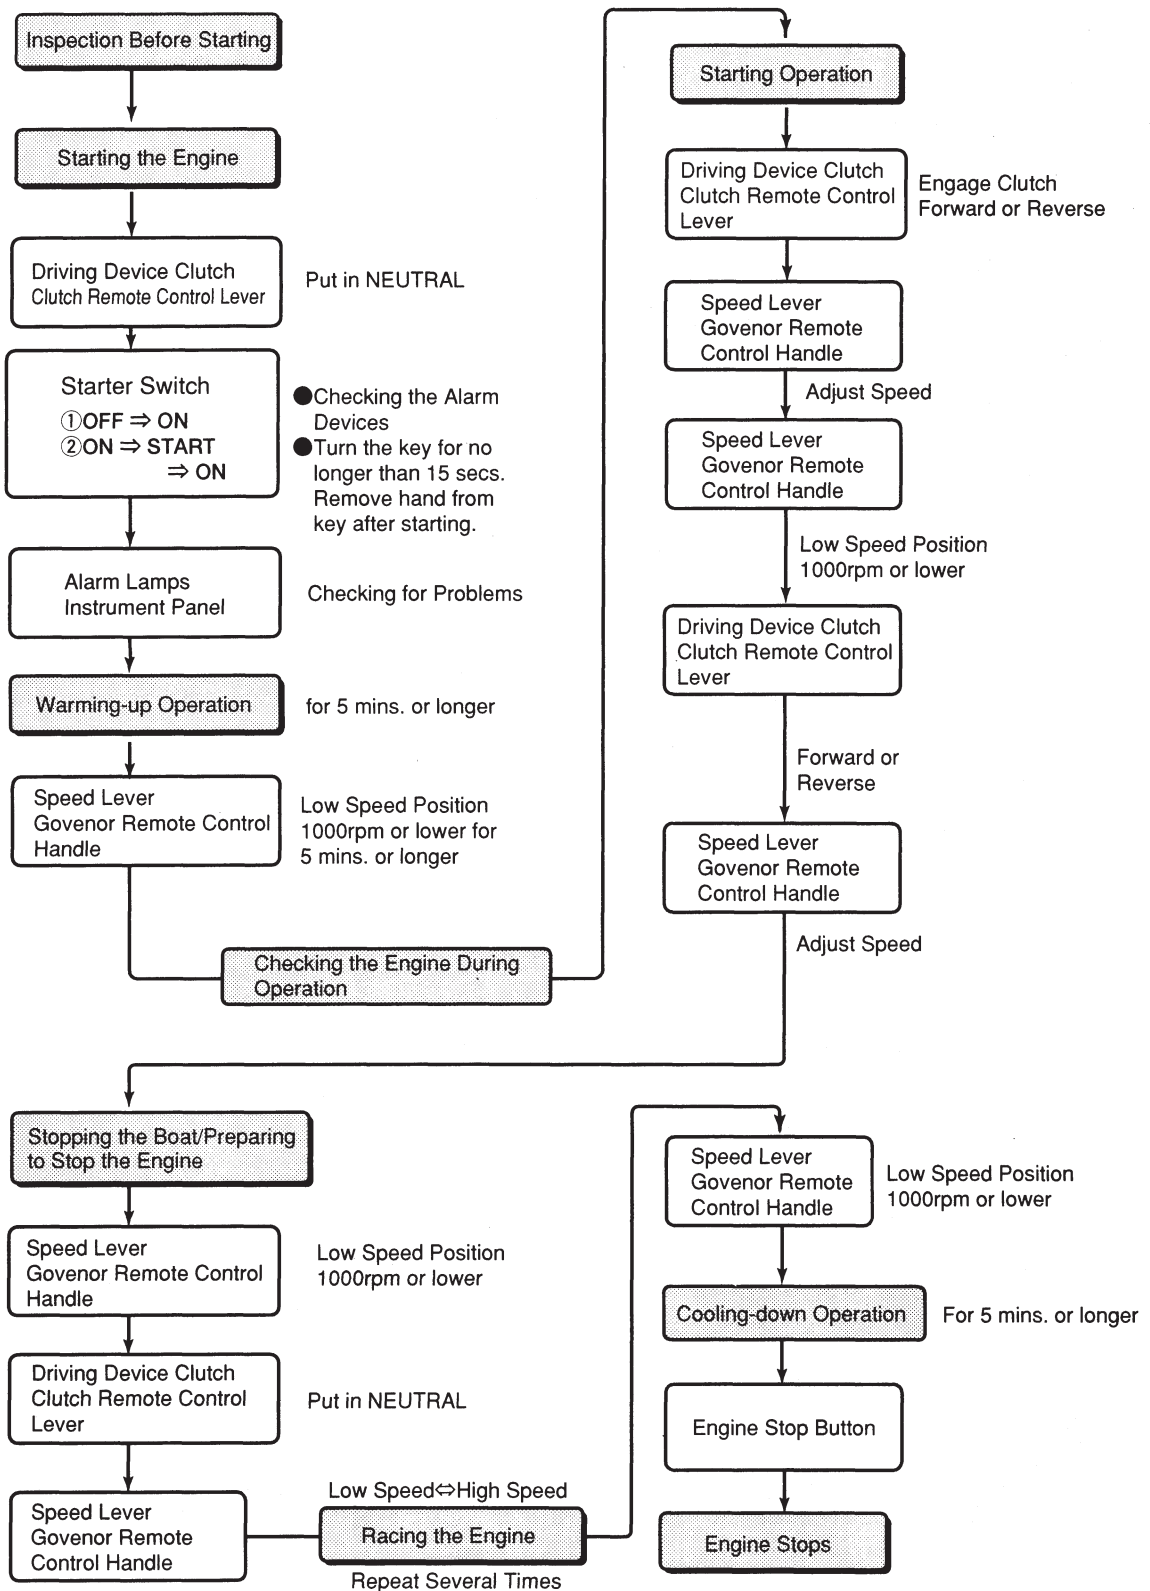 Inspection Before Starting
Starting the Engine
Driving Device Clutch
Clutch Remote Control Lever
Put in NEUTRAL
Starter Switch
①OFF ⇒ ON
②ON ⇒ START
⇒ ON
●Checking the Alarm
Devices
●Turn the key for no
longer than 15 secs.
Remove hand from
key after starting.
Alarm Lamps
Instrument Panel
Checking for Problems
Warming-up Operation
for 5 mins. or longer
Speed Lever
Govenor Remote Control
Handle
Low Speed Position
1000rpm or lower for
5 mins. or longer
Checking the Engine During
Operation
Starting Operation
Driving Device Clutch
Clutch Remote Control
Lever
Engage Clutch
Forward or Reverse
Speed Lever
Govenor Remote
Control Handle
Adjust Speed
Speed Lever
Govenor Remote
Control Handle
Low Speed Position
1000rpm or lower
Driving Device Clutch
Clutch Remote Control
Lever
Forward or
Reverse
Speed Lever
Govenor Remote
Control Handle
Adjust Speed
Stopping the Boat/Preparing
to Stop the Engine
Speed Lever
Govenor Remote Control
Handle
Low Speed Position
1000rpm or lower
Driving Device Clutch
Clutch Remote Control
Lever
Put in NEUTRAL
Speed Lever
Govenor Remote
Control Handle
Low Speed⇔High Speed
Racing the Engine
Repeat Several Times
Speed Lever
Govenor Remote
Control Handle
Low Speed Position
1000rpm or lower
Cooling-down Operation
For 5 mins. or longer
Engine Stop Button
Engine Stops